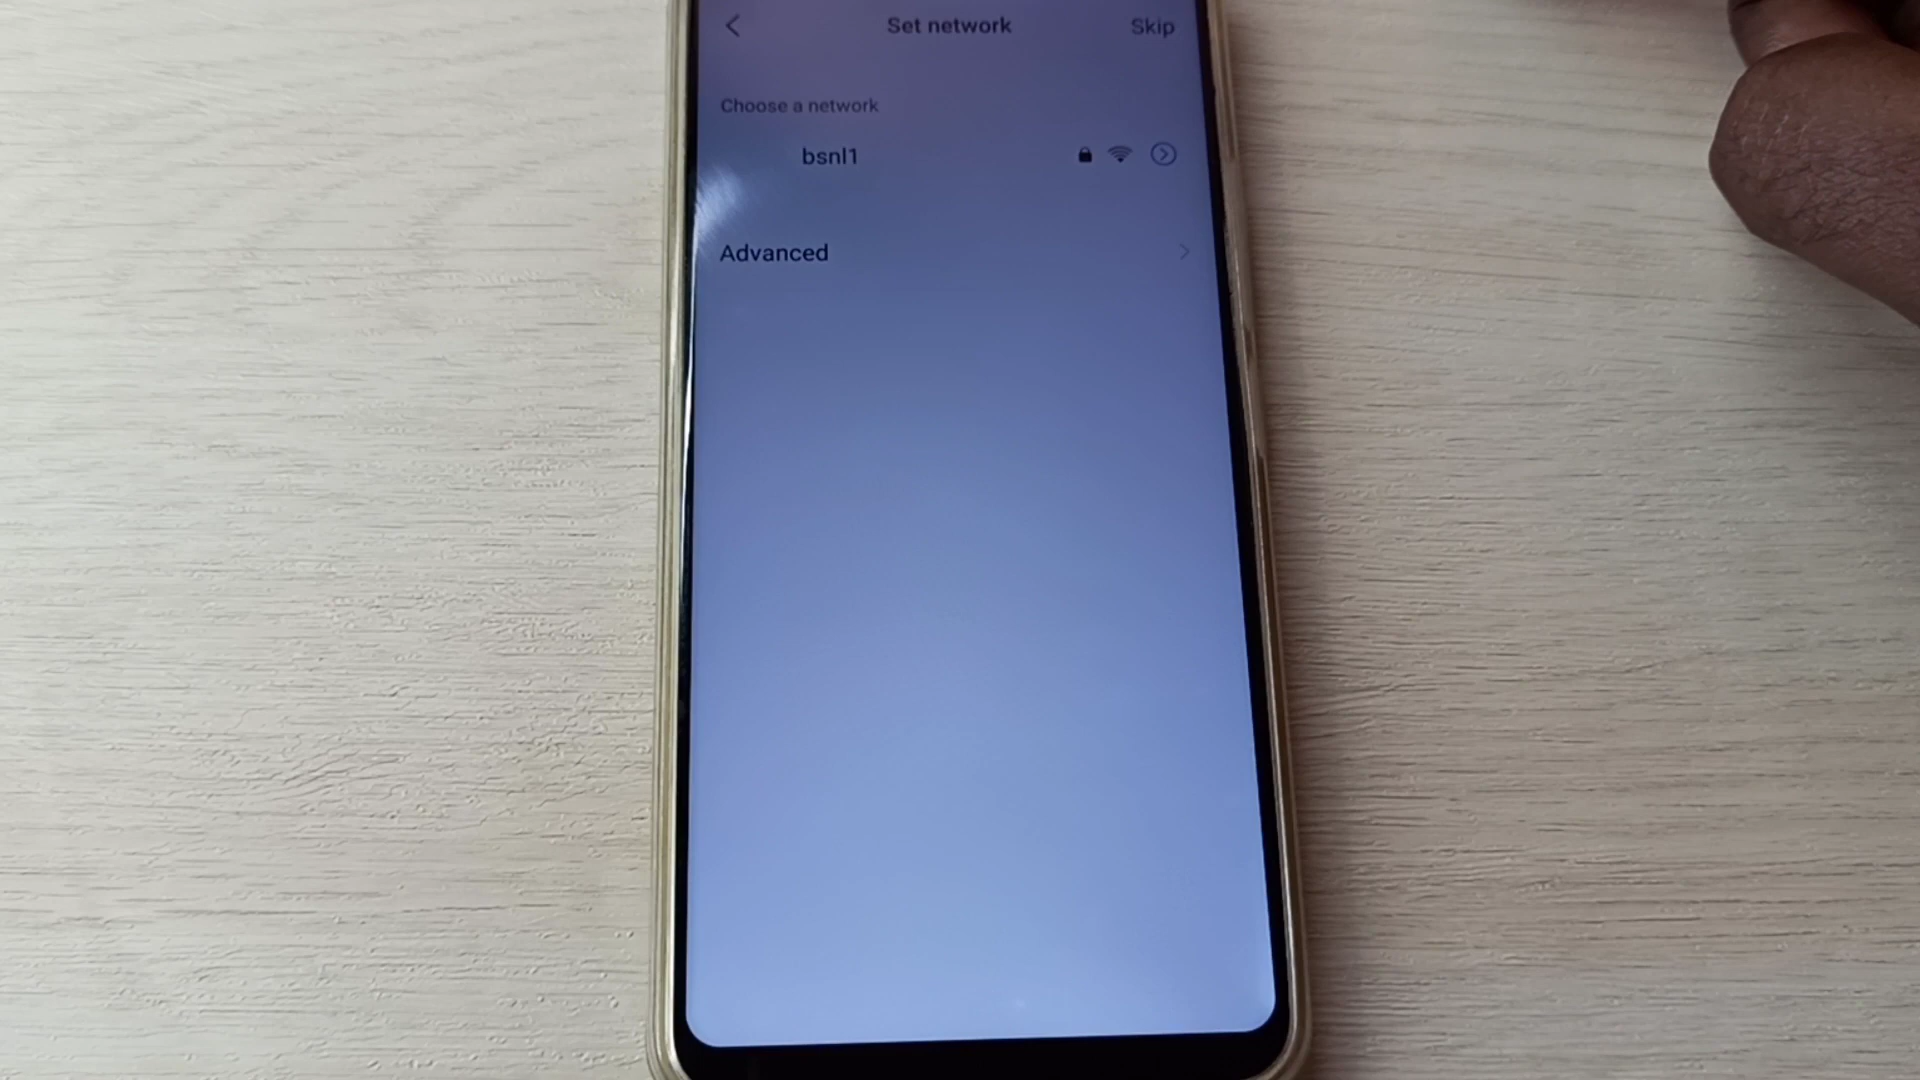 Set network
Skip
Choose a network
bsnl1
Advanced